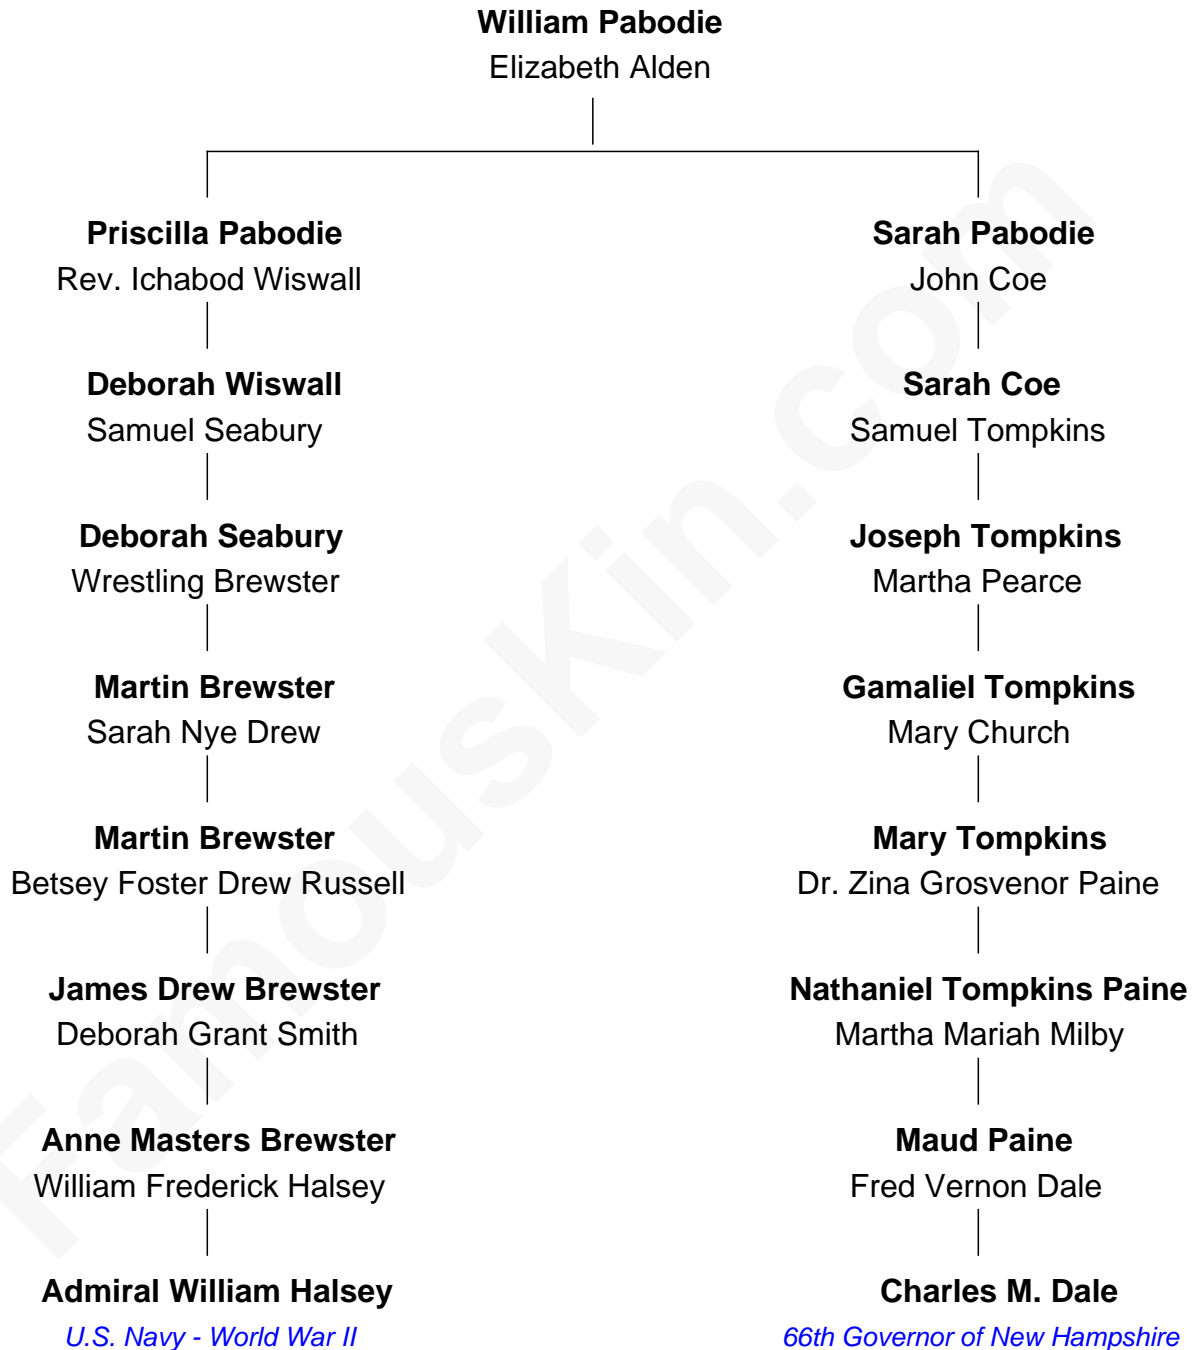 William Pabodie
Elizabeth Alden
Priscilla Pabodie
Rev. Ichabod Wiswall
Deborah Wiswall
Samuel Seabury
Deborah Seabury
Wrestling Brewster
Martin Brewster
Sarah Nye Drew
Martin Brewster
Betsey Foster Drew Russell
James Drew Brewster
Deborah Grant Smith
Anne Masters Brewster
William Frederick Halsey
Admiral William Halsey
U.S. Navy - World War II
Sarah Pabodie
John Coe
Sarah Coe
Samuel Tompkins
Joseph Tompkins
Martha Pearce
Gamaliel Tompkins
Mary Church
Mary Tompkins
Dr. Zina Grosvenor Paine
Nathaniel Tompkins Paine
Martha Mariah Milby
Maud Paine
Fred Vernon Dale
Charles M. Dale
66th Governor of New Hampshire
FamousKin.com